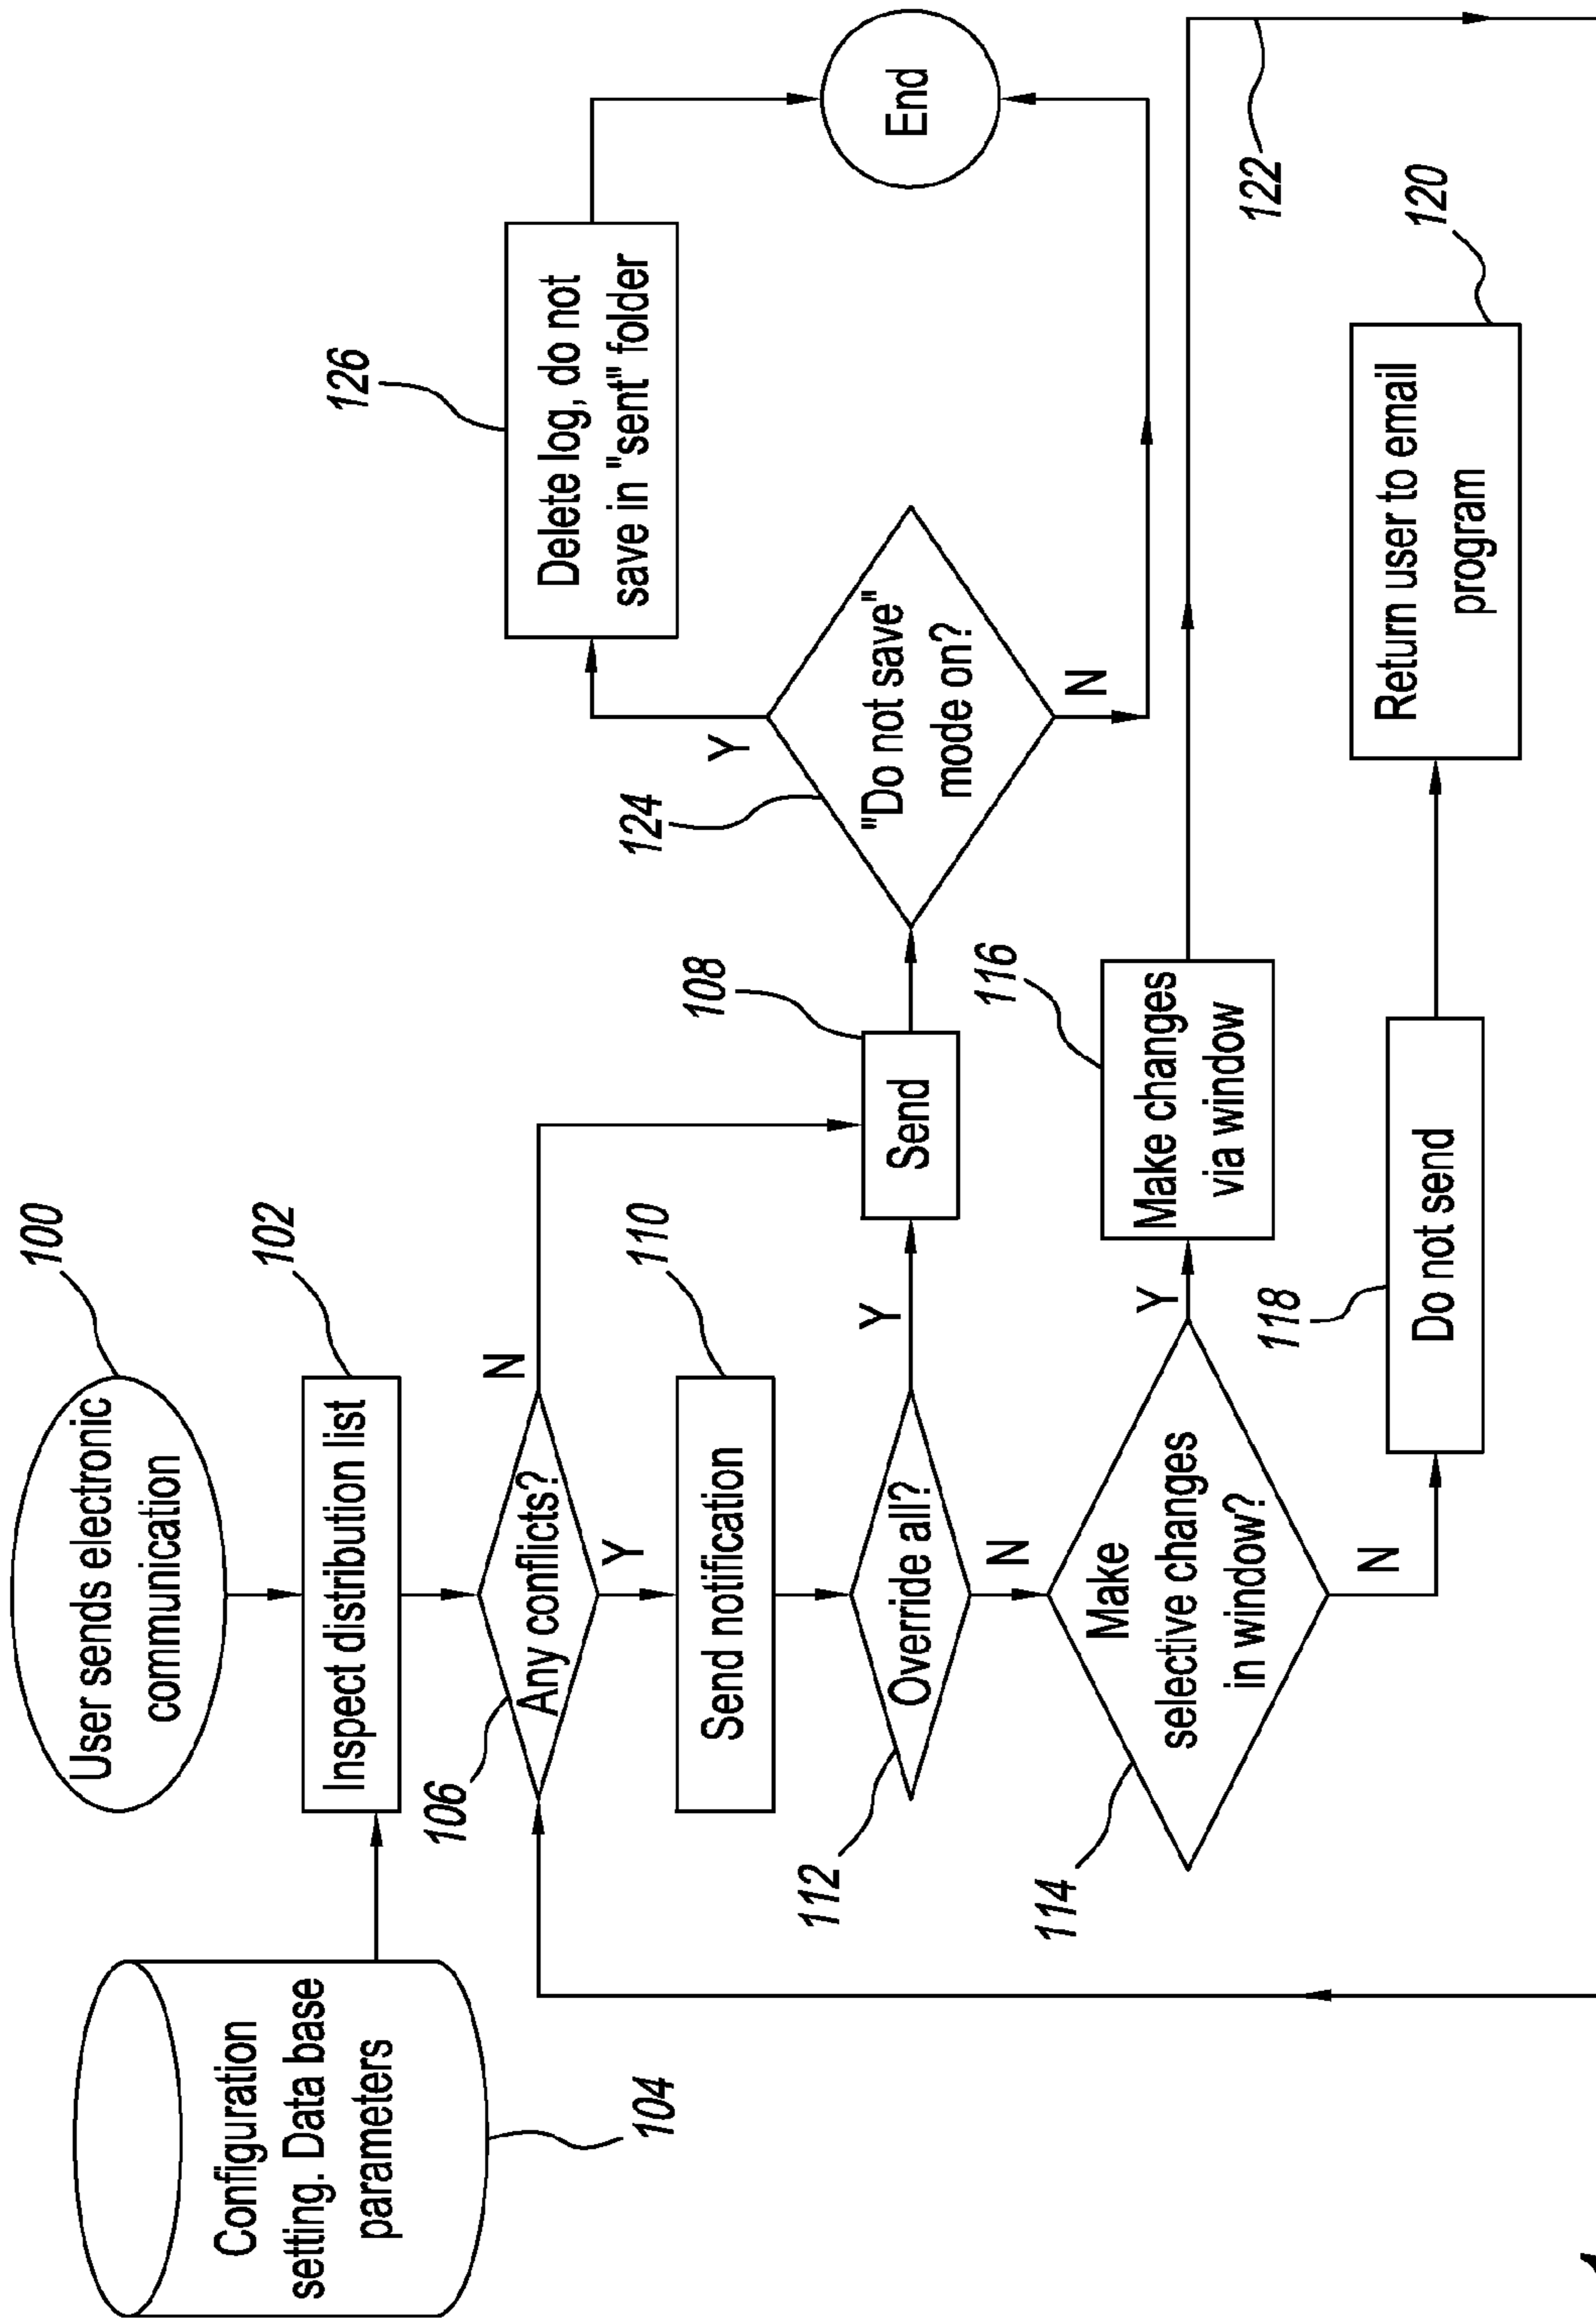 100
User sends electronic
communication
102
Inspect distribution list
Configuration
setting. Data base
parameters
104
106
Any conflicts?
N
Y
110
Send notification
112
Override all?
Y
N
108
Send
124
"Do not save"
mode on?
Y
N
126
Delete log, do not
save in "sent" folder
End
114
Make
selective changes
in window?
Y
N
116
Make changes
via window
122
118
Do not send
120
Return user to email
program